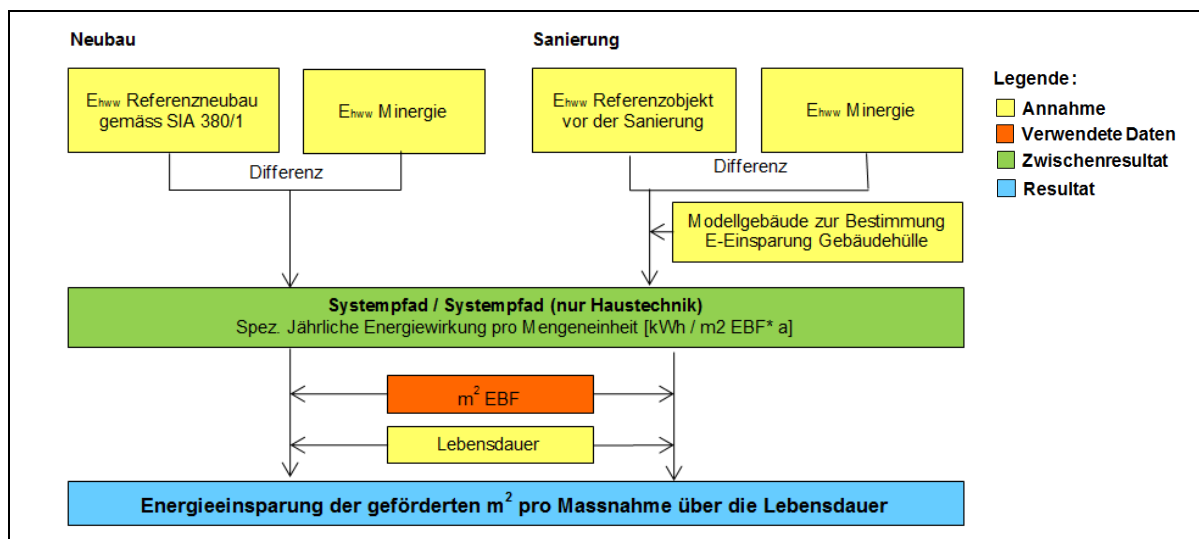 Neubau
Sanierung
Ehww Referenzneubau
gemäss SIA 380/1
Ehww Minergie
Ehww Referenzobjekt
vor der Sanierung
Ehww Minergie
Legende:
Annahme
Verwendete Daten
Zwischenresultat
Resultat
Differenz
Differenz
Modellgebäude zur Bestimmung
E-Einsparung Gebäudehülle
Systempfad / Systempfad (nur Haustechnik)
Spez. Jährliche Energiewirkung pro Mengeneinheit [kWh / m2 EBF* a]
m² EBF
Lebensdauer
Energieeinsparung der geförderten m² pro Massnahme über die Lebensdauer